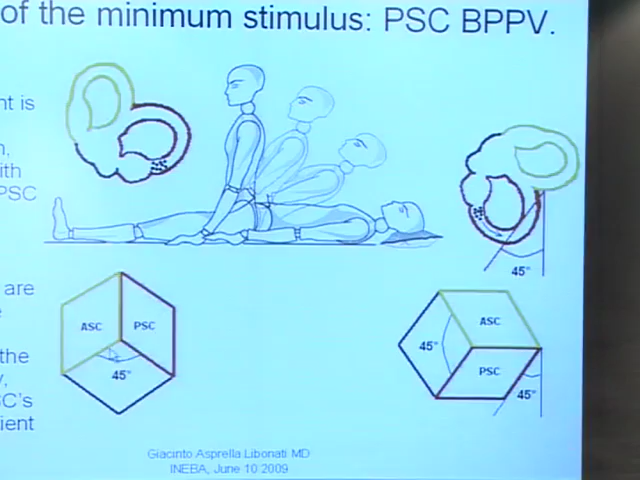 of the minimum stimulus: PSC BPPV.
nt is
n,
ith
PSC
45°
are
e
the
y,
C's
ient
ASC
PSC
45°
ASC
45°
PSC
45°
Giacinto Asprella Libonati MD
INEBA, June 10 2009